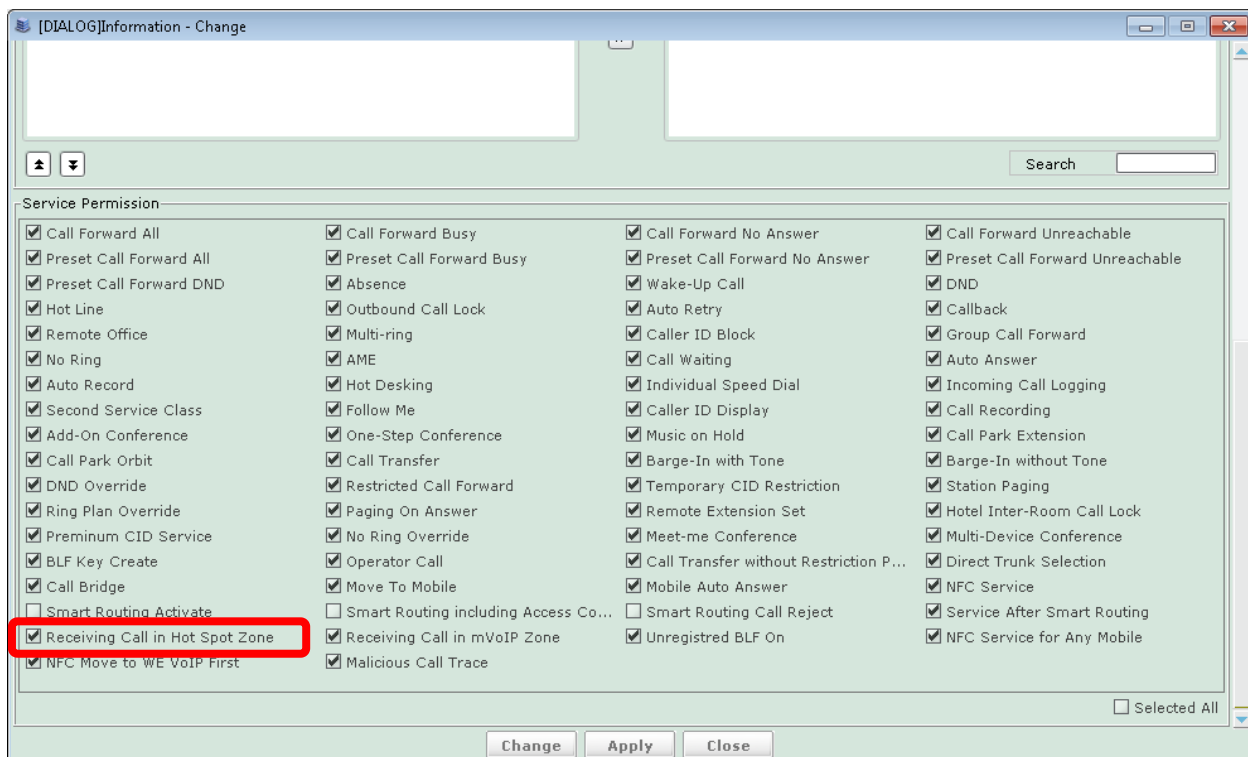 [DIALOG]Information - Change
Search
Service Permission
Call Forward All Call Forward Busy Call Forward No Answer Call Forward Unreachable
Preset Call Forward All Preset Call Forward Busy Preset Call Forward No Answer Preset Call Forward Unreachable
Preset Call Forward DND Absence Wake-Up Call DND
Hot Line Outbound Call Lock Auto Retry Callback
Remote Office Multi-ring Caller ID Block Group Call Forward
No Ring AME Call Waiting Auto Answer
Auto Record Hot Desking Individual Speed Dial Incoming Call Logging
Second Service Class Follow Me Caller ID Display Call Recording
Add-On Conference One-Step Conference Music on Hold Call Park Extension
Call Park Orbit Call Transfer Barge-In with Tone Barge-In without Tone
DND Override Restricted Call Forward Temporary CID Restriction Station Paging
Ring Plan Override Paging On Answer Remote Extension Set Hotel Inter-Room Call Lock
Preminum CID Service No Ring Override Meet-me Conference Multi-Device Conference
BLF Key Create Operator Call Call Transfer without Restriction P... Direct Trunk Selection
Call Bridge Move To Mobile Mobile Auto Answer NFC Service
Smart Routing Activate Smart Routing including Access Co... Smart Routing Call Reject Service After Smart Routing
Receiving Call in Hot Spot Zone Receiving Call in mVoIP Zone Unregistred BLF On NFC Service for Any Mobile
NFC Move to WE VoIP First Malicious Call Trace
Selected All
Change Apply Close